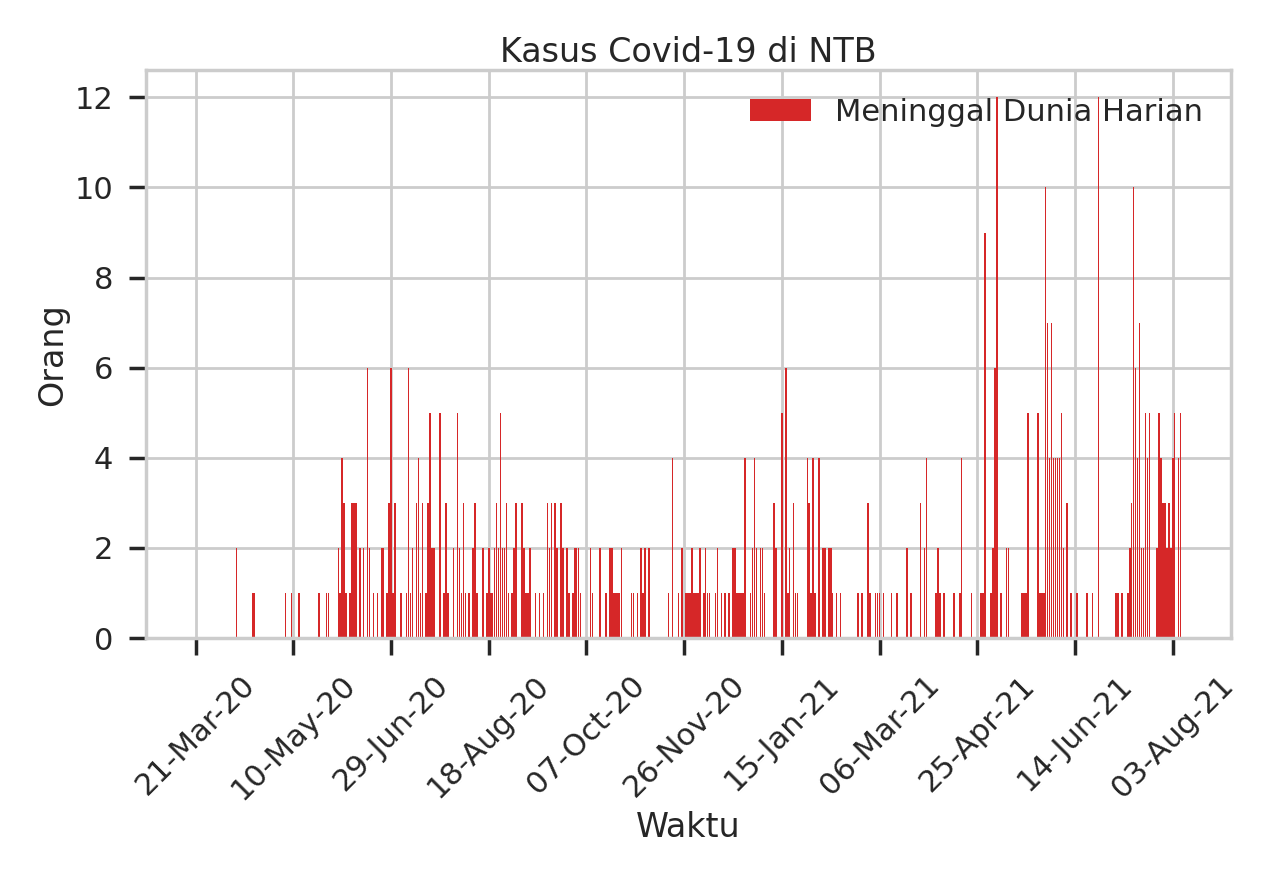 Kasus Covid-19 di NTB
Meninggal Dunia Harian
12
10
8
6
4
2
0
Orang
21-Mar-20
10-May-20
29-Jun-20
18-Aug-20
07-Oct-20
26-Nov-20
15-Jan-21
06-Mar-21
25-Apr-21
14-Jun-21
03-Aug-21
Waktu